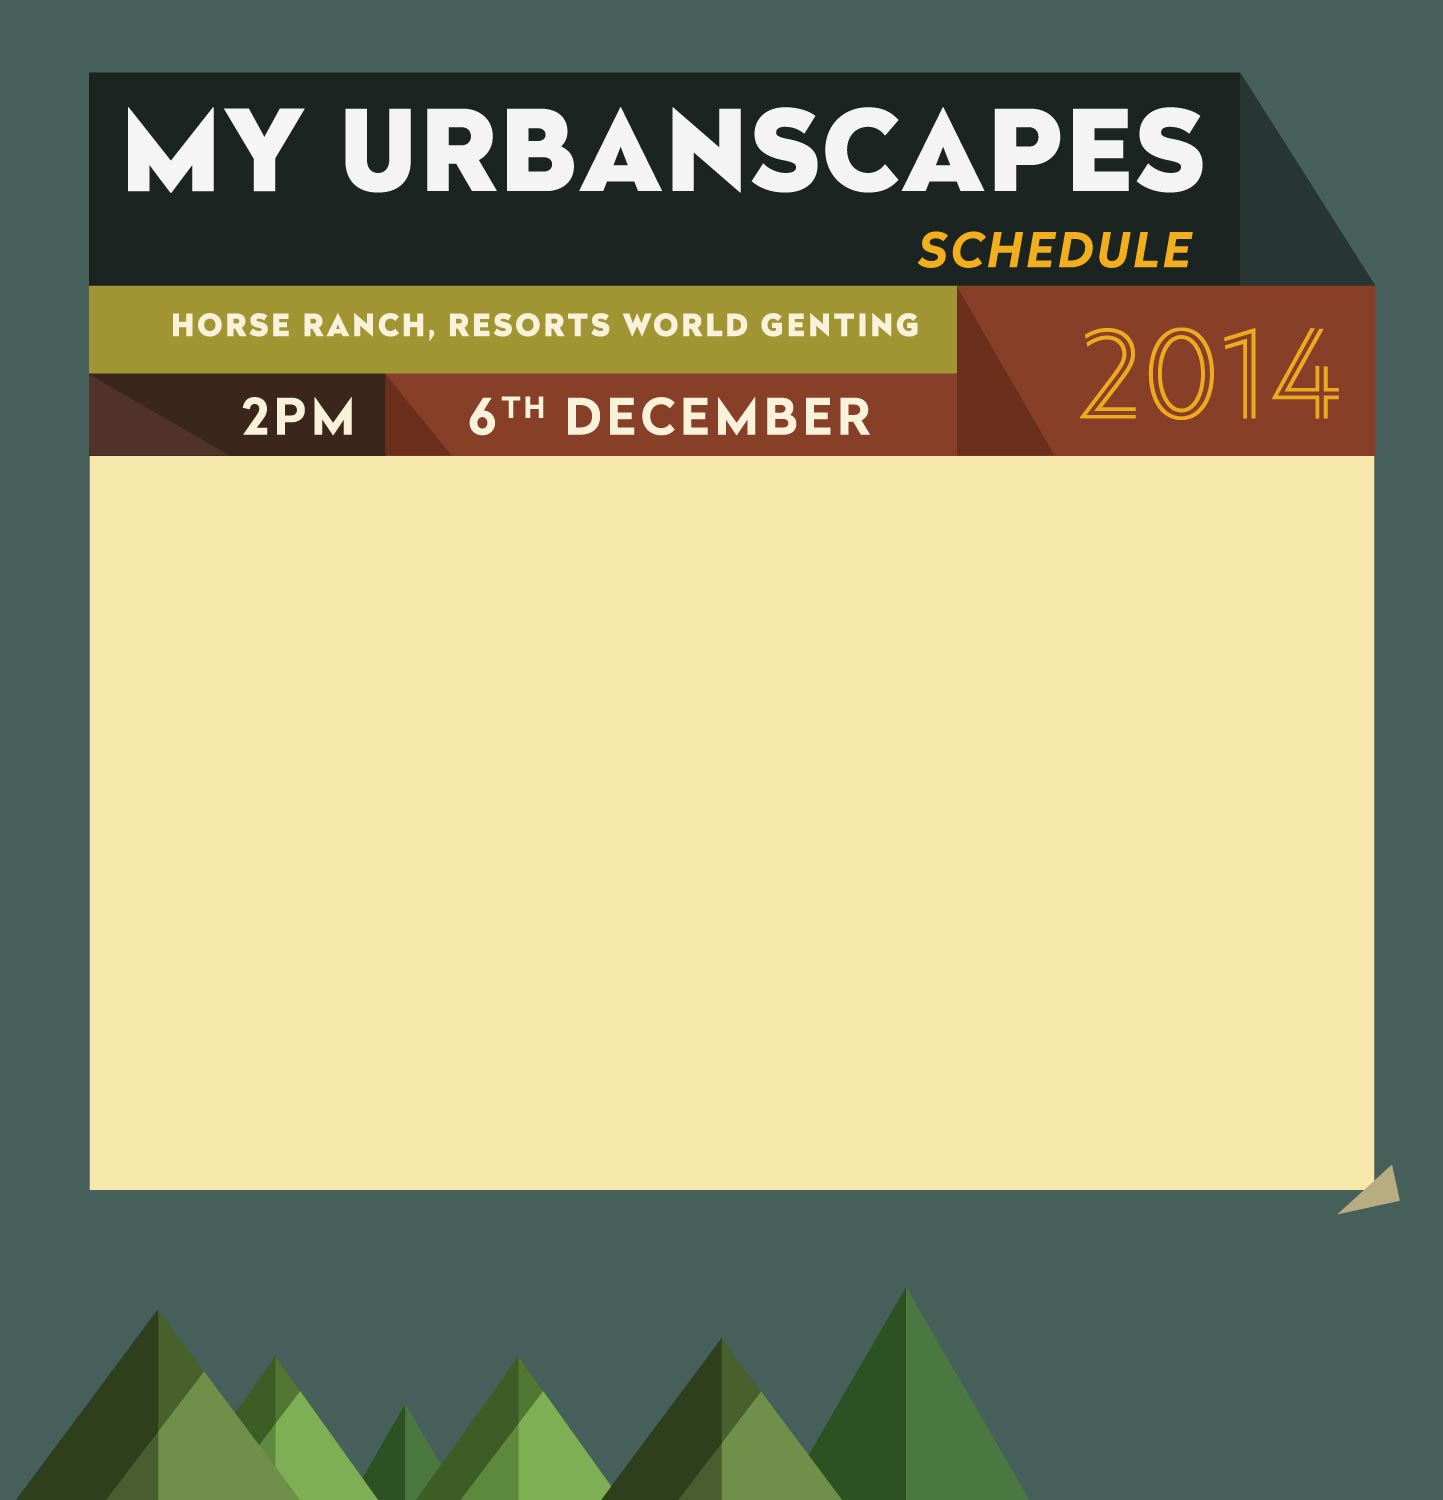 MY URBANSCAPES
SCHEDULE
HORSE RANCH, RESORTS WORLD GENTING
2014
2PM
6TH DECEMBER